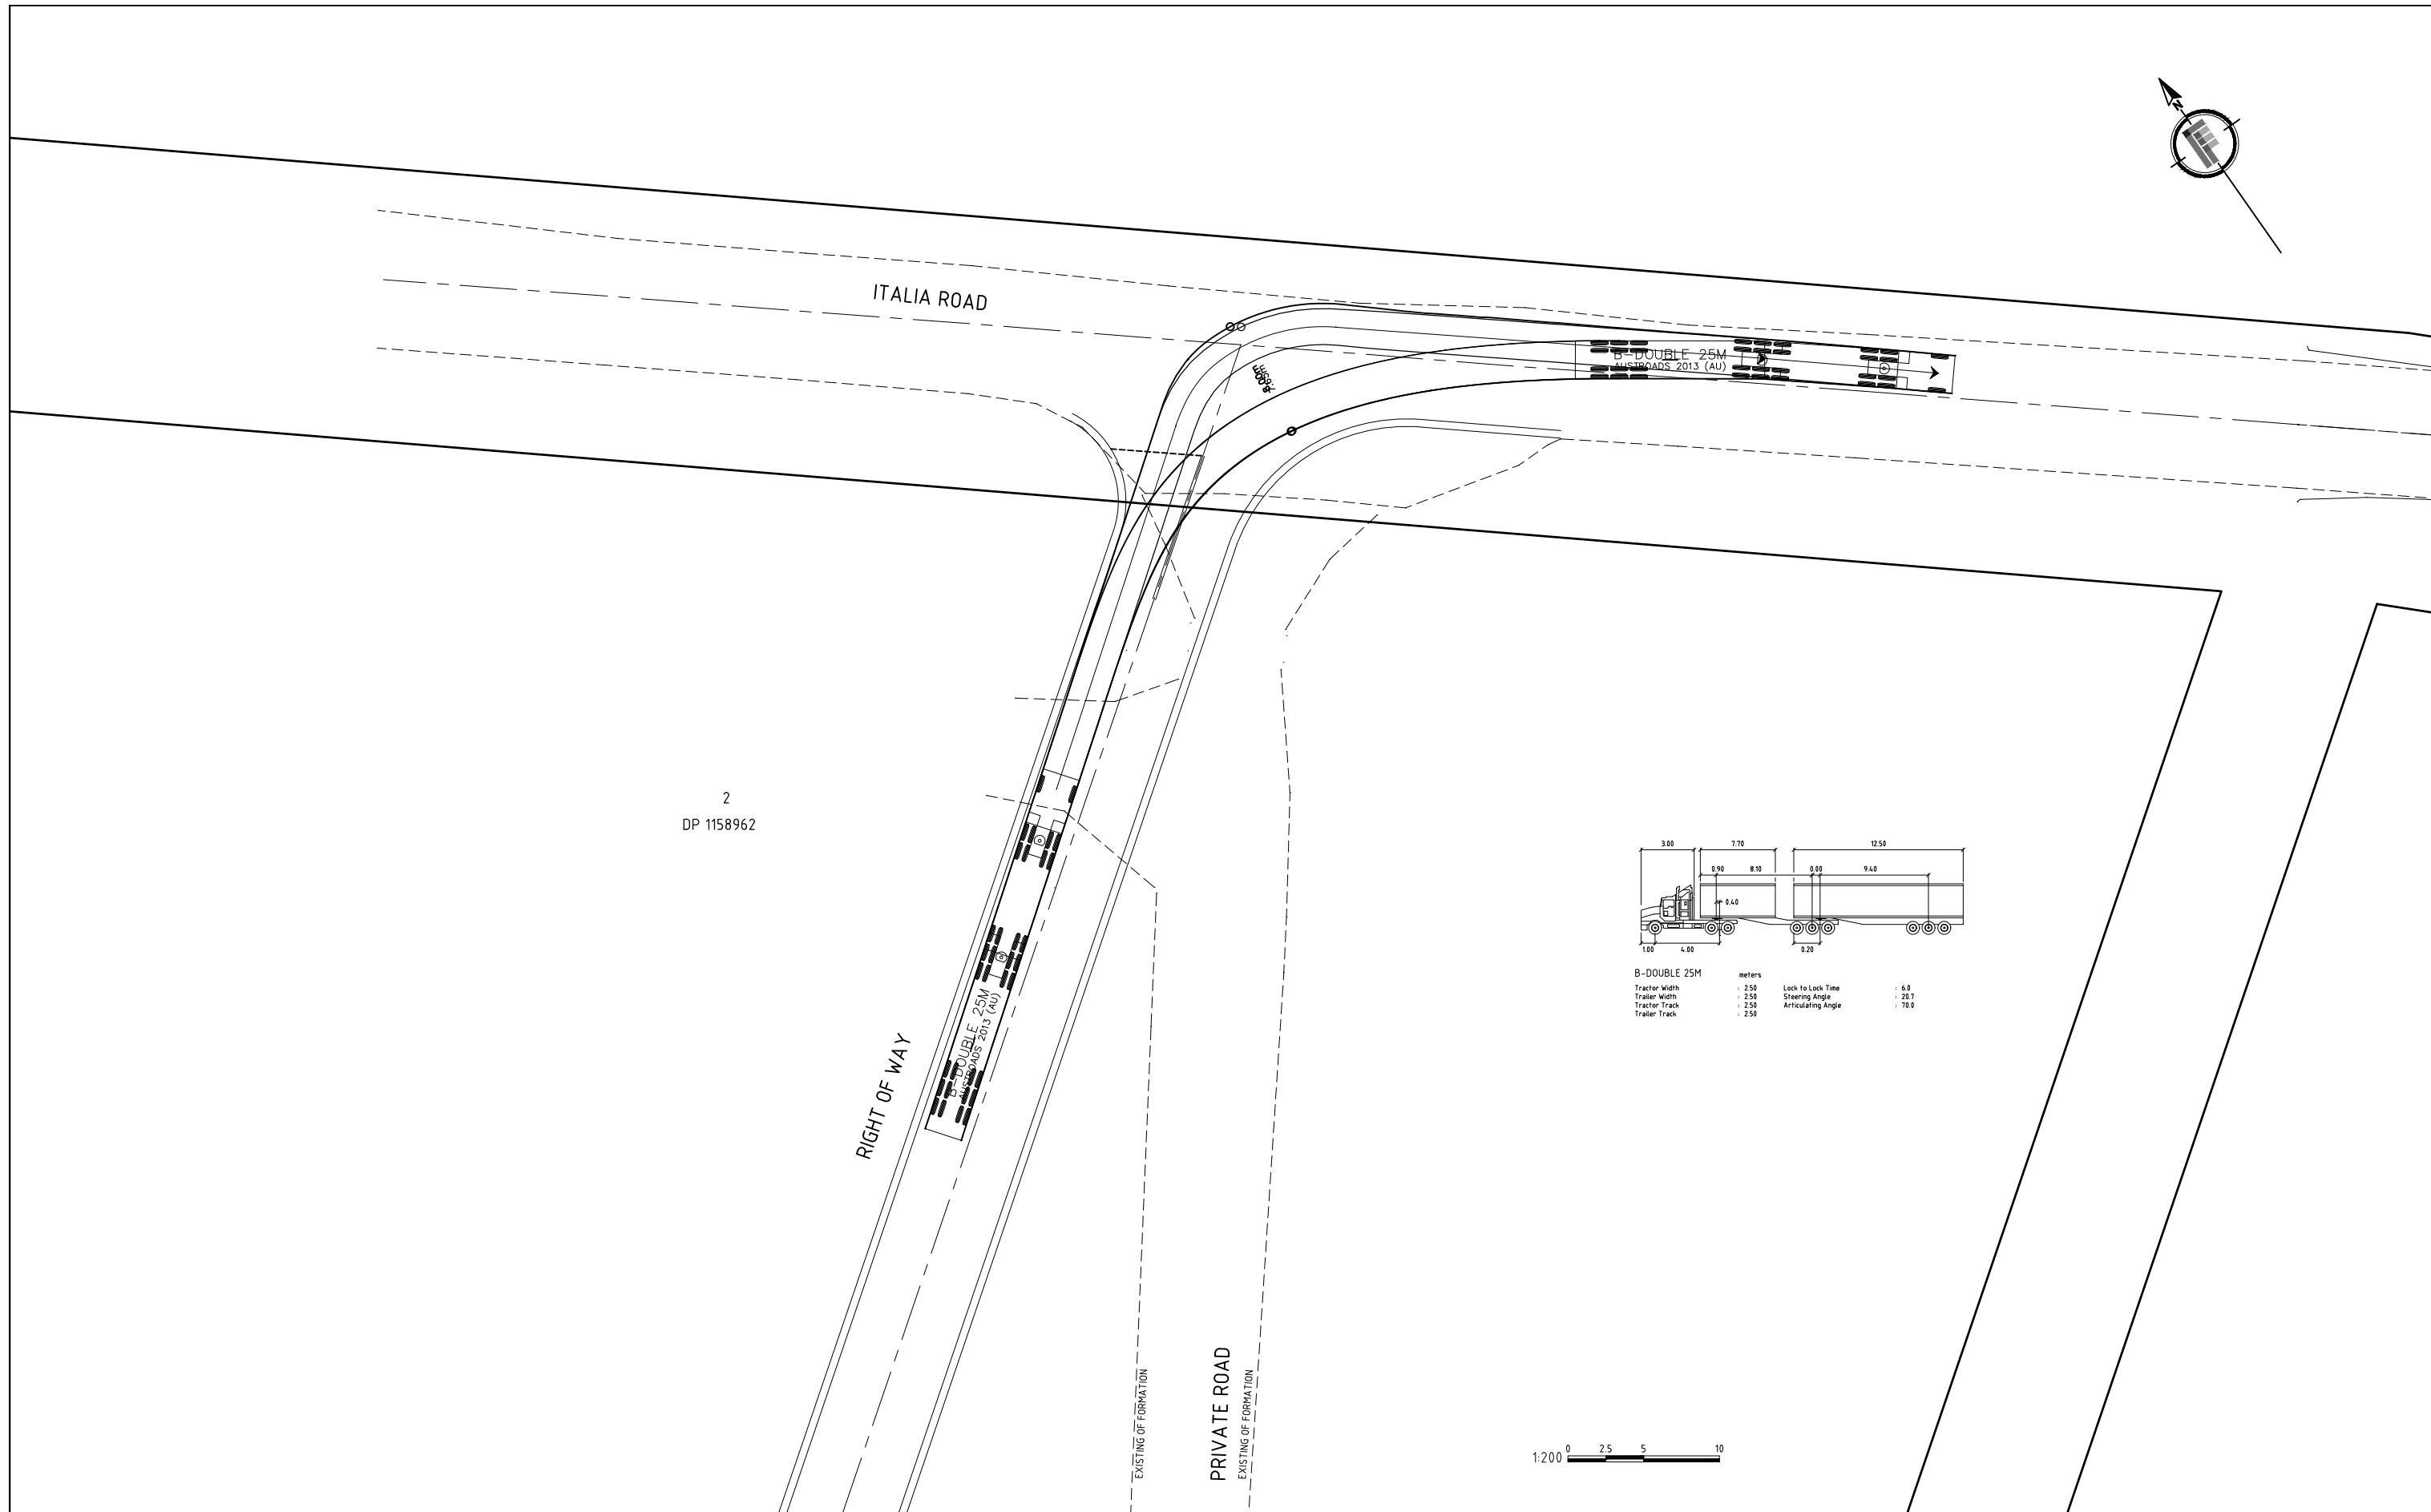 N
ITALIA ROAD
B-DOUBLE 25M
AUSTROADS 2013 (AU)
8.00m
7.65m
2
DP 1158962
3.00 7.70 12.50
0.90 8.10 0.00 9.40
0.40
1.00 4.00 0.20
B-DOUBLE 25M meters
Tractor Width : 2.50 Lock to Lock Time : 6.0
Trailer Width : 2.50 Steering Angle : 20.7
Tractor Track : 2.50 Articulating Angle : 70.0
Trailer Track : 2.50
B-DOUBLE 25M
AUSTROADS 2013 (AU)
RIGHT OF WAY
EXISTING OF FORMATION
PRIVATE ROAD
EXISTING OF FORMATION
1:200 0 2.5 5 10